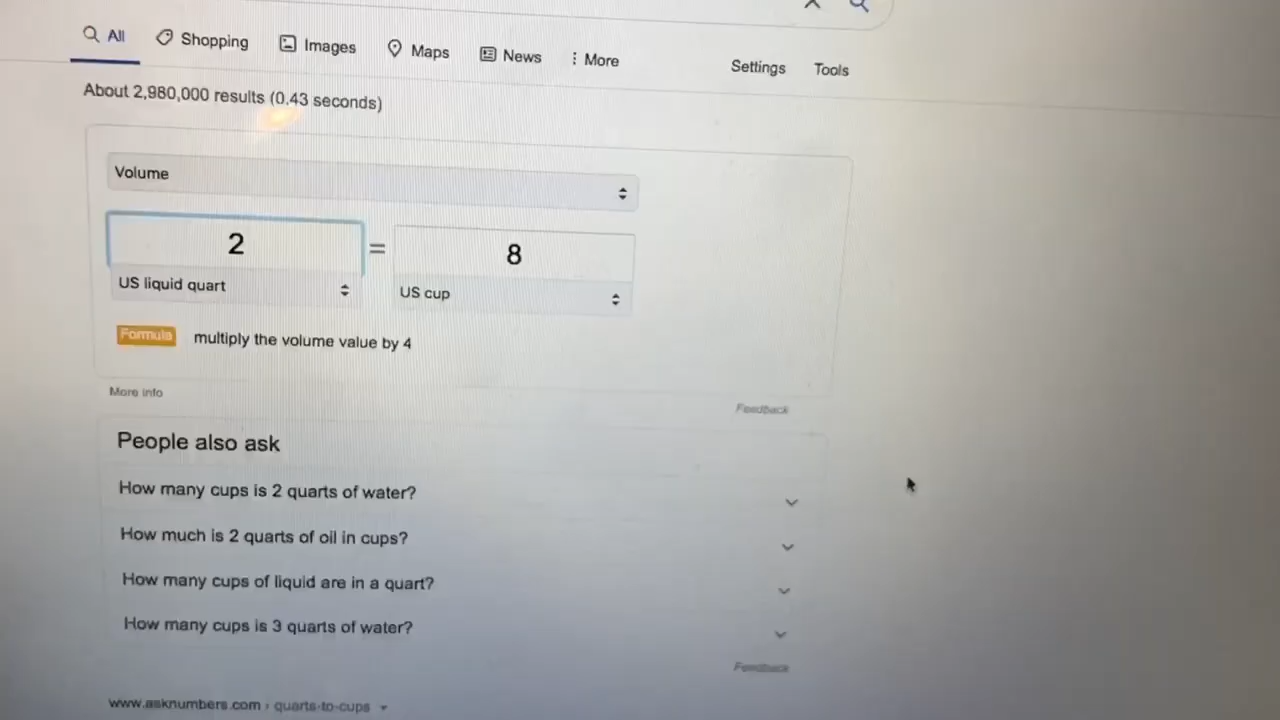 All Shopping Images Maps News More Settings Tools
About 2,980,000 results (0.43 seconds)
Volume
2 = 8
US liquid quart US cup
Formula multiply the volume value by 4
More info
Feedback
People also ask
How many cups is 2 quarts of water?
How much is 2 quarts of oil in cups?
How many cups of liquid are in a quart?
How many cups is 3 quarts of water?
Feedback
www.asknumbers.com › quarts-to-cups